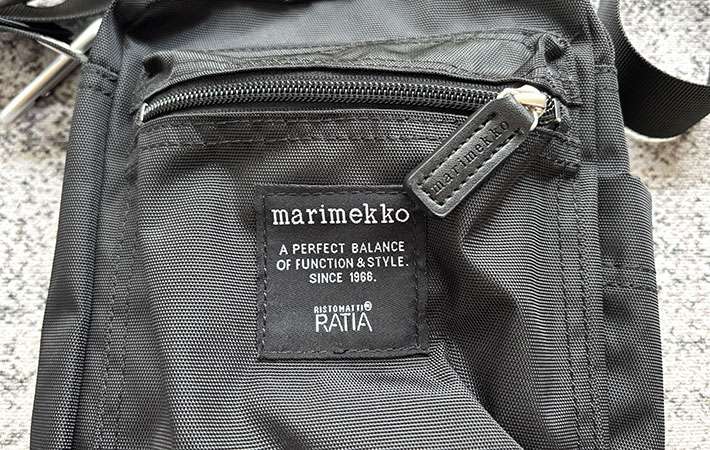 marimekko
marimekko
A PERFECT BALANCE
OF FUNCTION & STYLE.
SINCE 1966.
RISTOMATTI®
RATIA